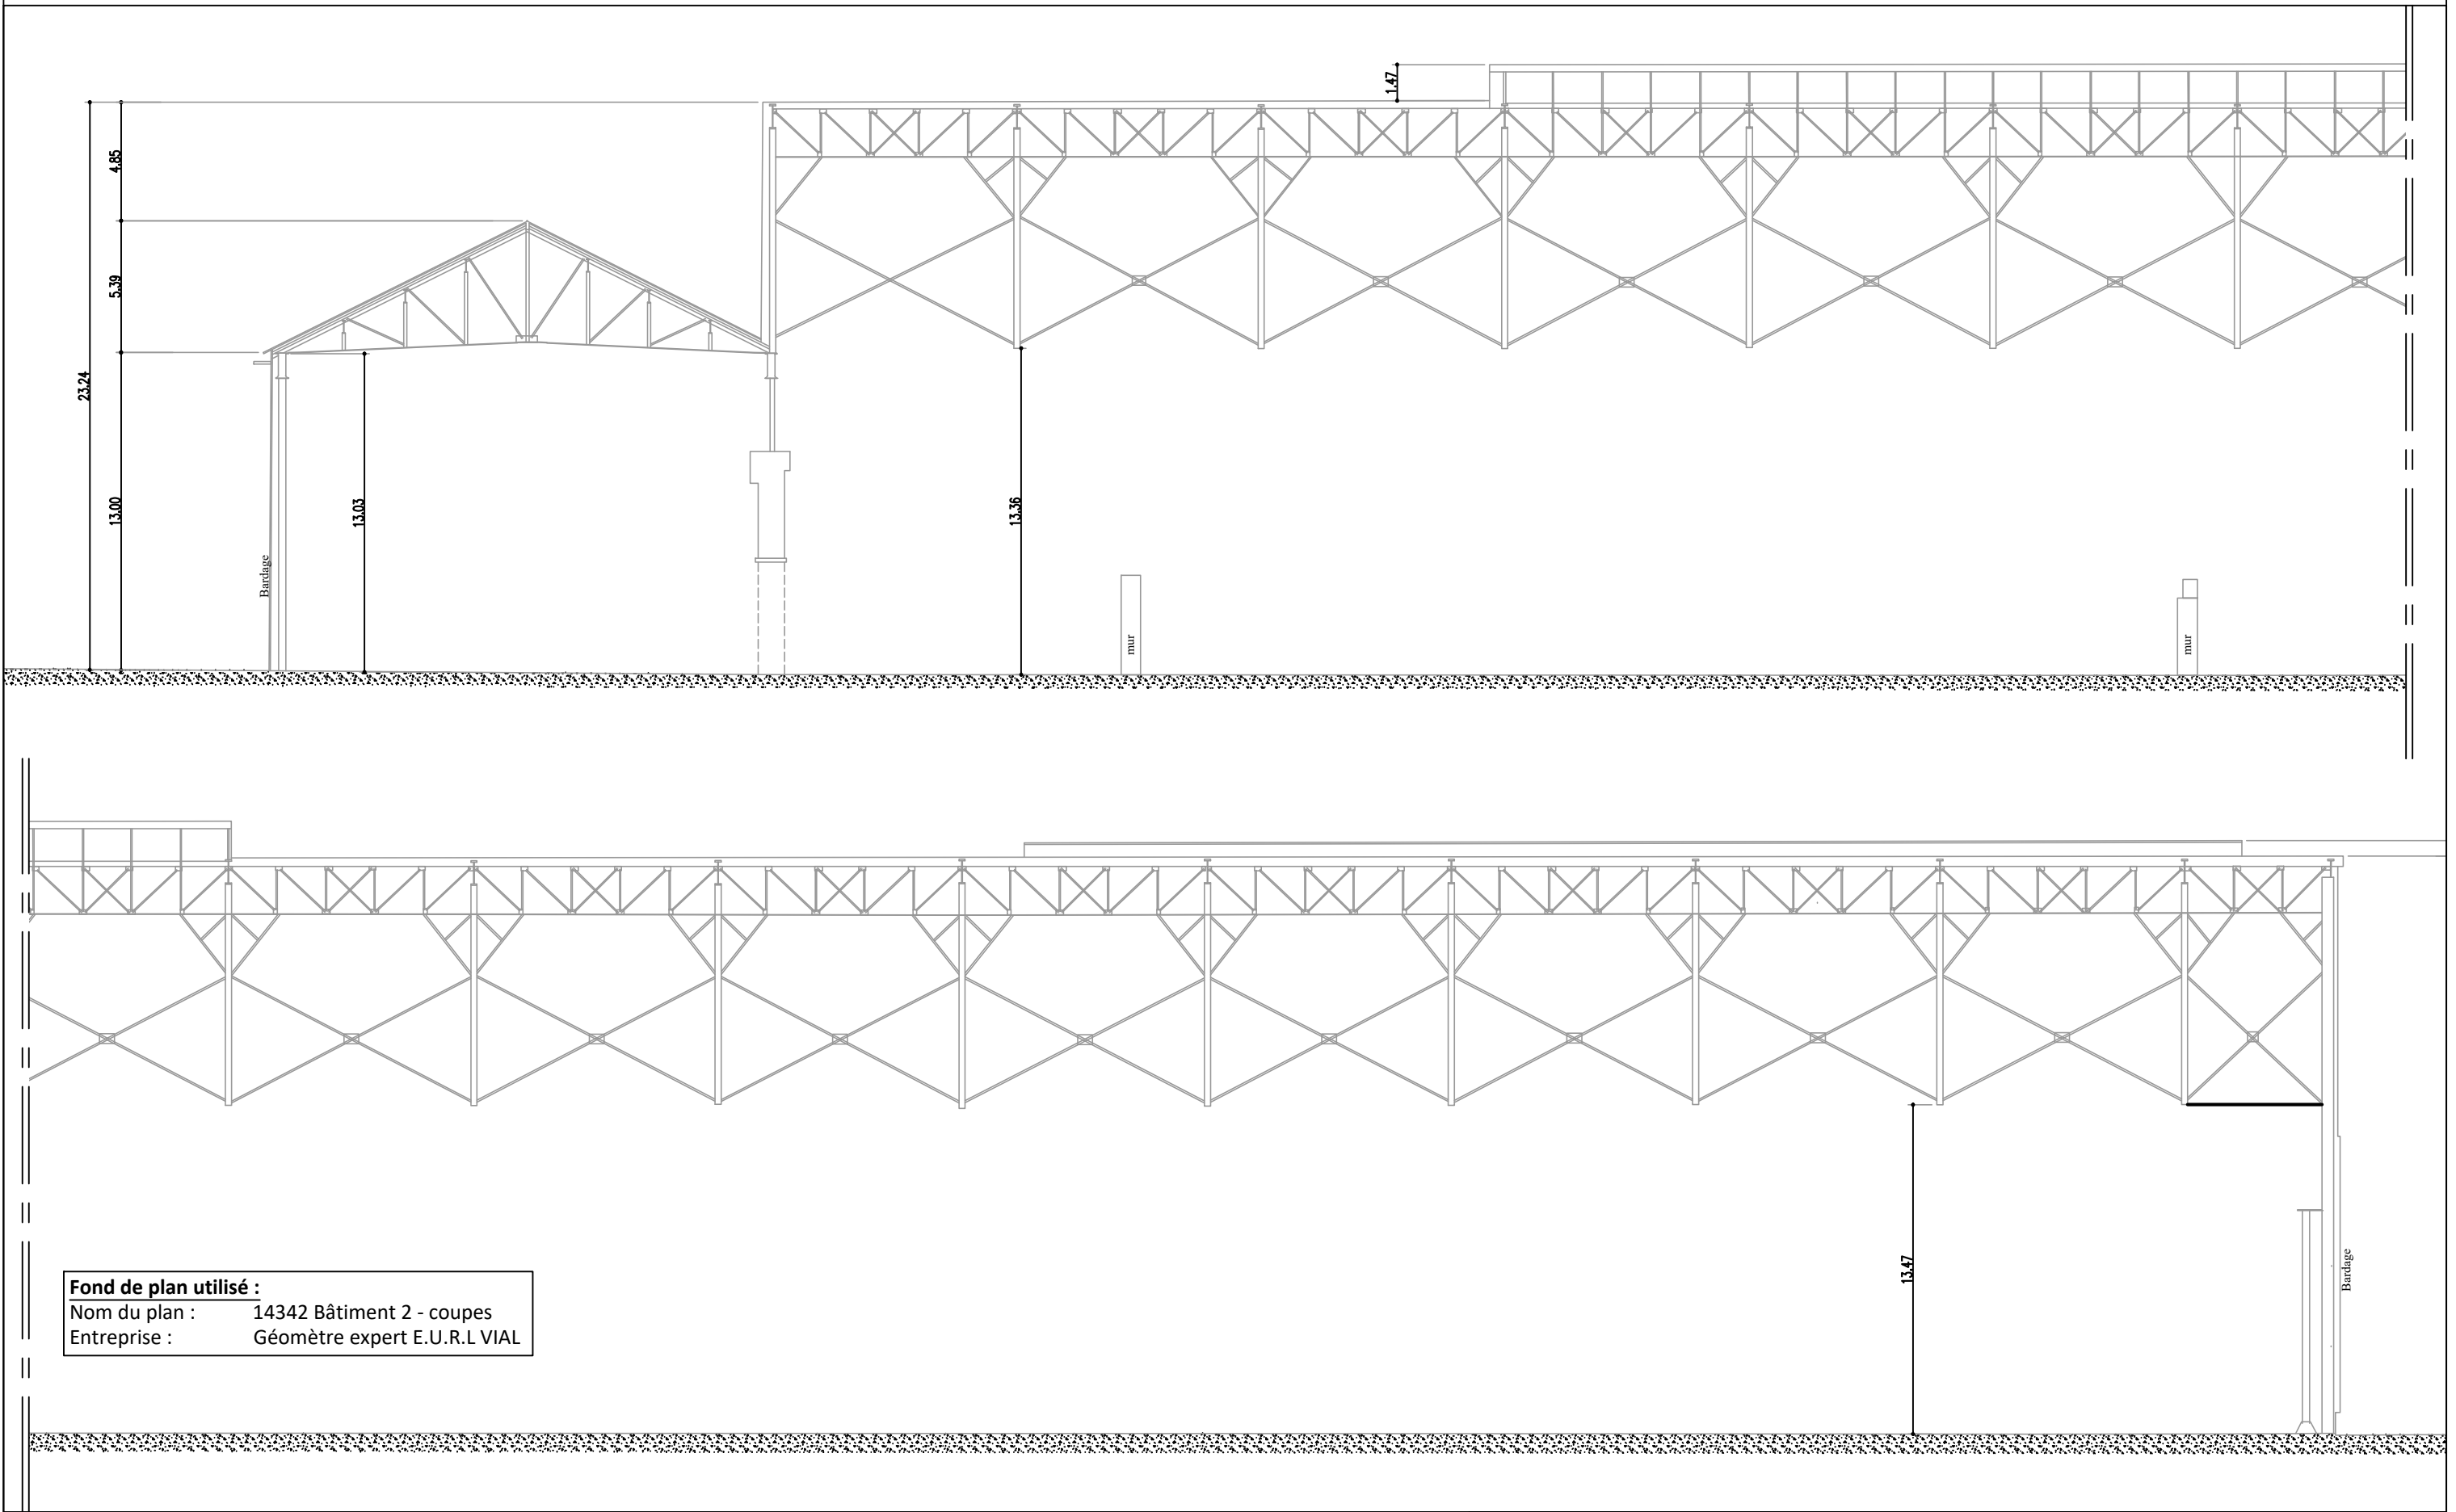 1.47
4.85
5.39
23.24
13.00
13.03
13.36
Bardage
mur
mur
13.47
Bardage
Fond de plan utilisé :
Nom du plan : 14342 Bâtiment 2 - coupes
Entreprise : Géomètre expert E.U.R.L VIAL